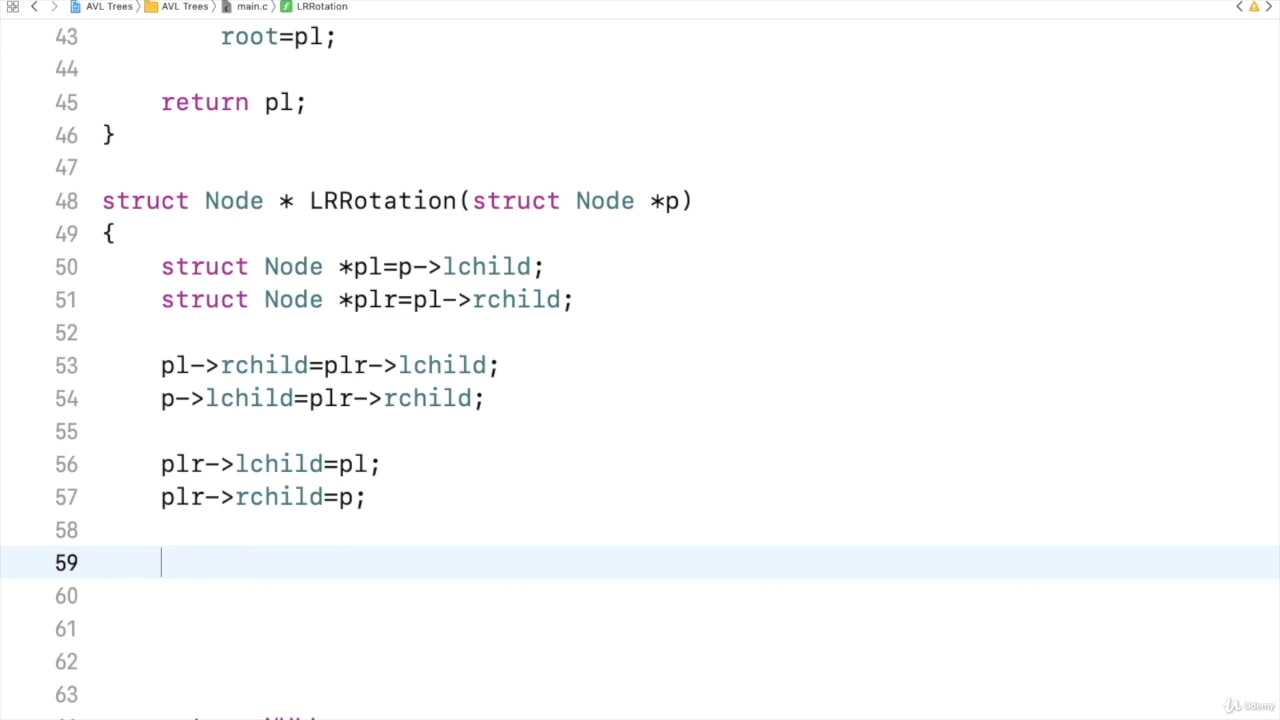 AVL Trees AVL Trees main.c LRRotation
43 root=pl;
44
45 return pl;
46 }
47
48 struct Node * LRRotation(struct Node *p)
49 {
50 struct Node *pl=p->lchild;
51 struct Node *plr=pl->rchild;
52
53 pl->rchild=plr->lchild;
54 p->lchild=plr->rchild;
55
56 plr->lchild=pl;
57 plr->rchild=p;
58
59
60
61
62
63
Udemy